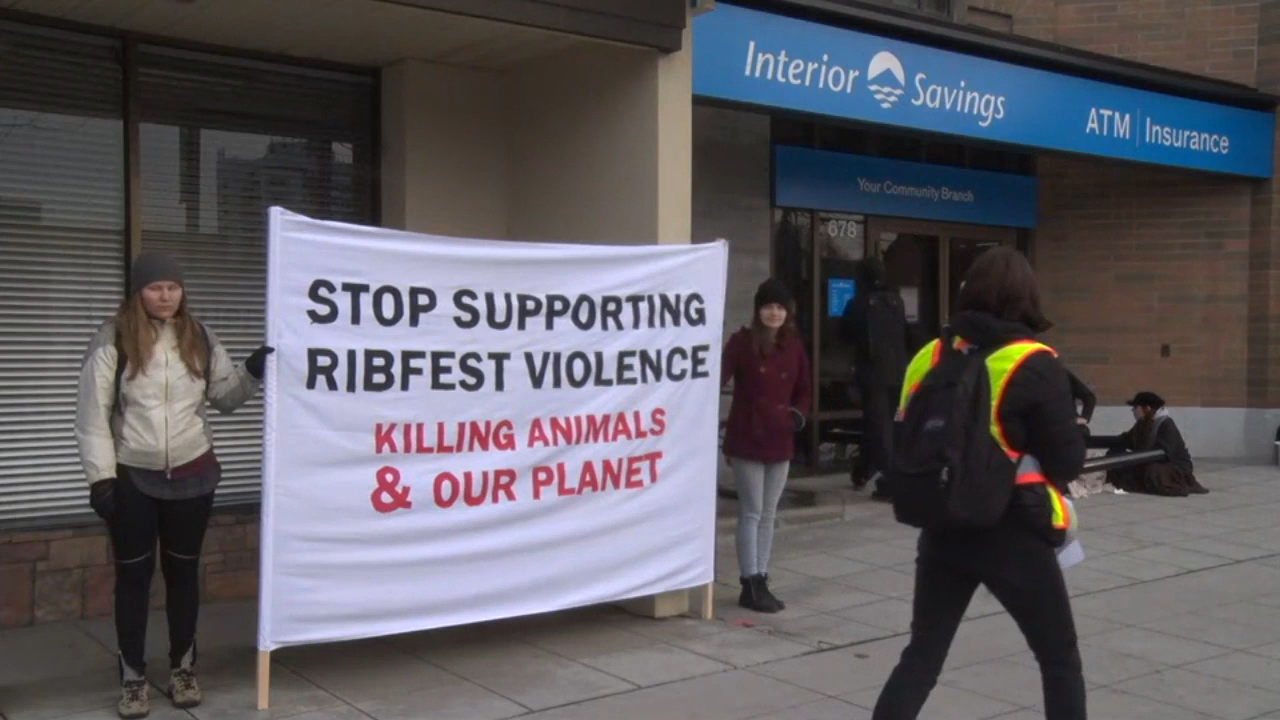 Interior Savings
ATM | Insurance
Your Community Branch
678
STOP SUPPORTING
RIBFEST VIOLENCE
KILLING ANIMALS
& OUR PLANET